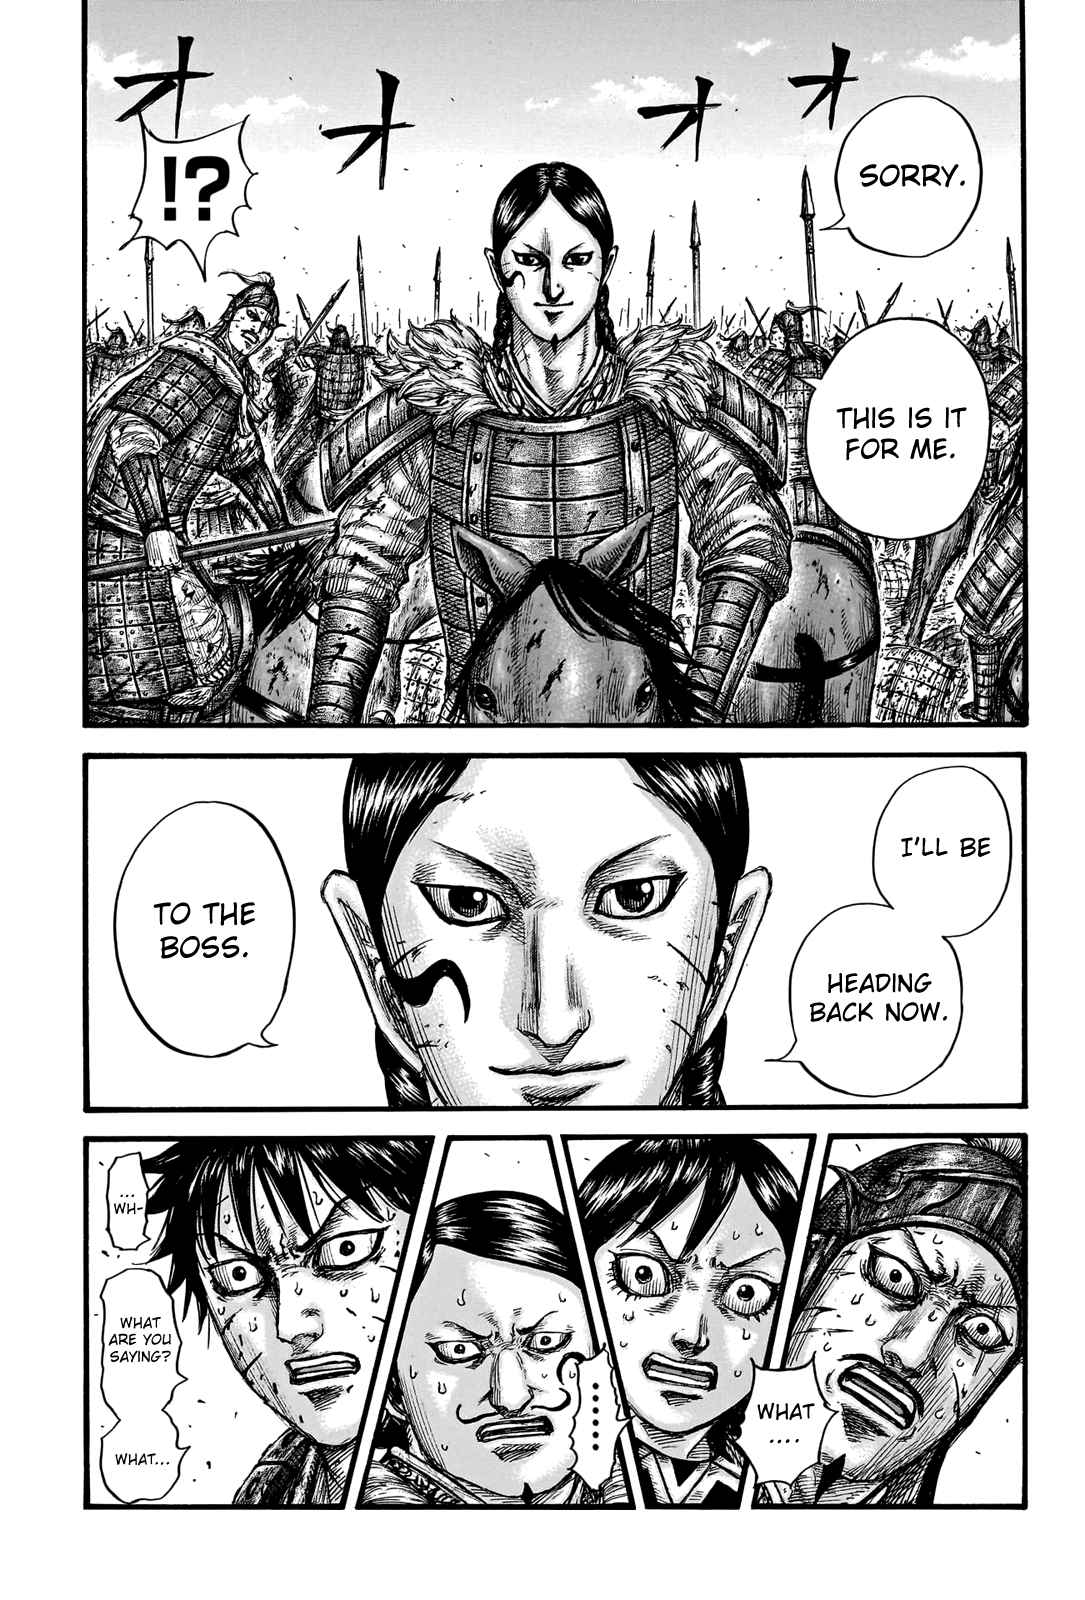 オ
オ
オ
オ
SORRY.
!?
THIS IS IT
FOR ME.
I'LL BE
HEADING
BACK NOW.
TO THE
BOSS.
WHAT
....
......
...
WH-
WHAT
ARE YOU
SAYING?
WHAT...